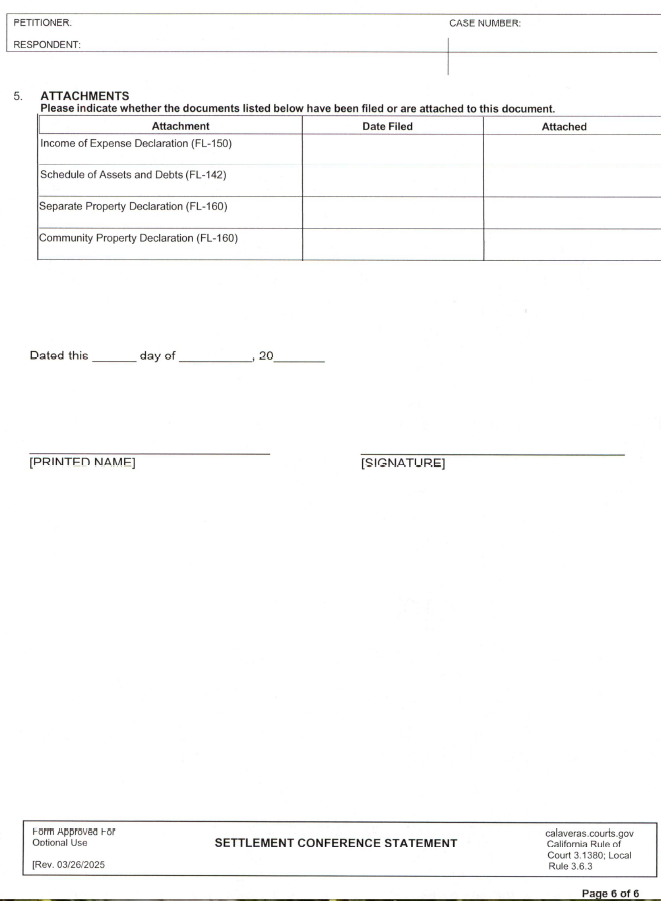 PETITIONER:
CASE NUMBER:
RESPONDENT:
5. ATTACHMENTS
Please indicate whether the documents listed below have been filed or are attached to this document.
Attachment Date Filed Attached
Income of Expense Declaration (FL-150)
Schedule of Assets and Debts (FL-142)
Separate Property Declaration (FL-160)
Community Property Declaration (FL-160)
Dated this _______ day of ____________, 20________
[PRINTED NAME] [SIGNATURE]
Form Approved For
Optional Use
[Rev. 03/26/2025
SETTLEMENT CONFERENCE STATEMENT
calaveras.courts.gov
California Rule of
Court 3.1380; Local
Rule 3.6.3
Page 6 of 6